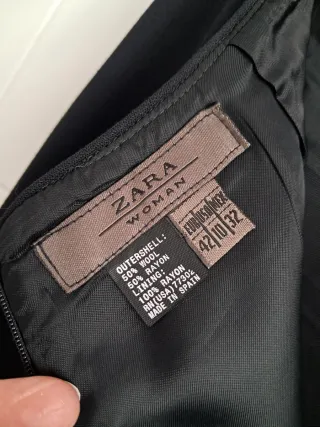 ZARA
WOMAN
EUR|USA|MEX
42|10|32
OUTERSHELL:
50% WOOL
50% RAYON
LINING:
100% RAYON
RN(USA)77302
MADE IN SPAIN